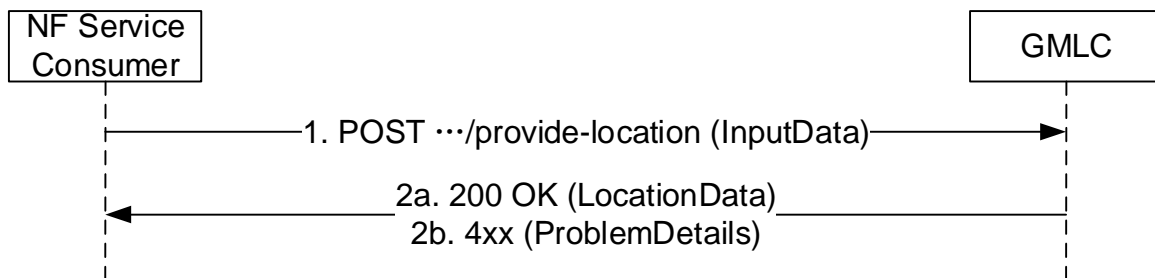 NF Service
Consumer
GMLC
1. POST ···/provide-location (InputData)
2a. 200 OK (LocationData)
2b. 4xx (ProblemDetails)